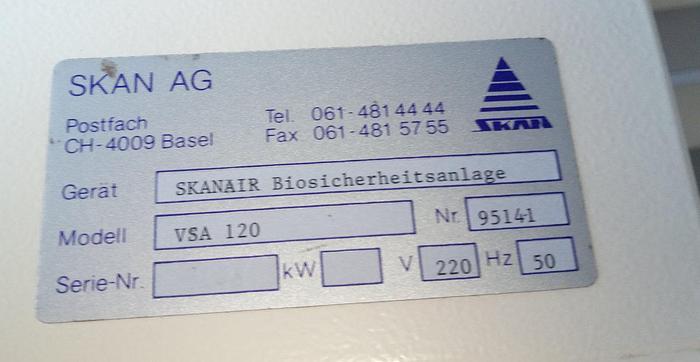 SKAN AG
Postfach
CH-4009 Basel
Tel. 061-481 44 44
Fax 061-481 57 55
SKAN
Gerät SKANAIR Biosicherheitsanlage
Modell VSA 120 Nr. 95141
Serie-Nr. kW V 220 Hz 50